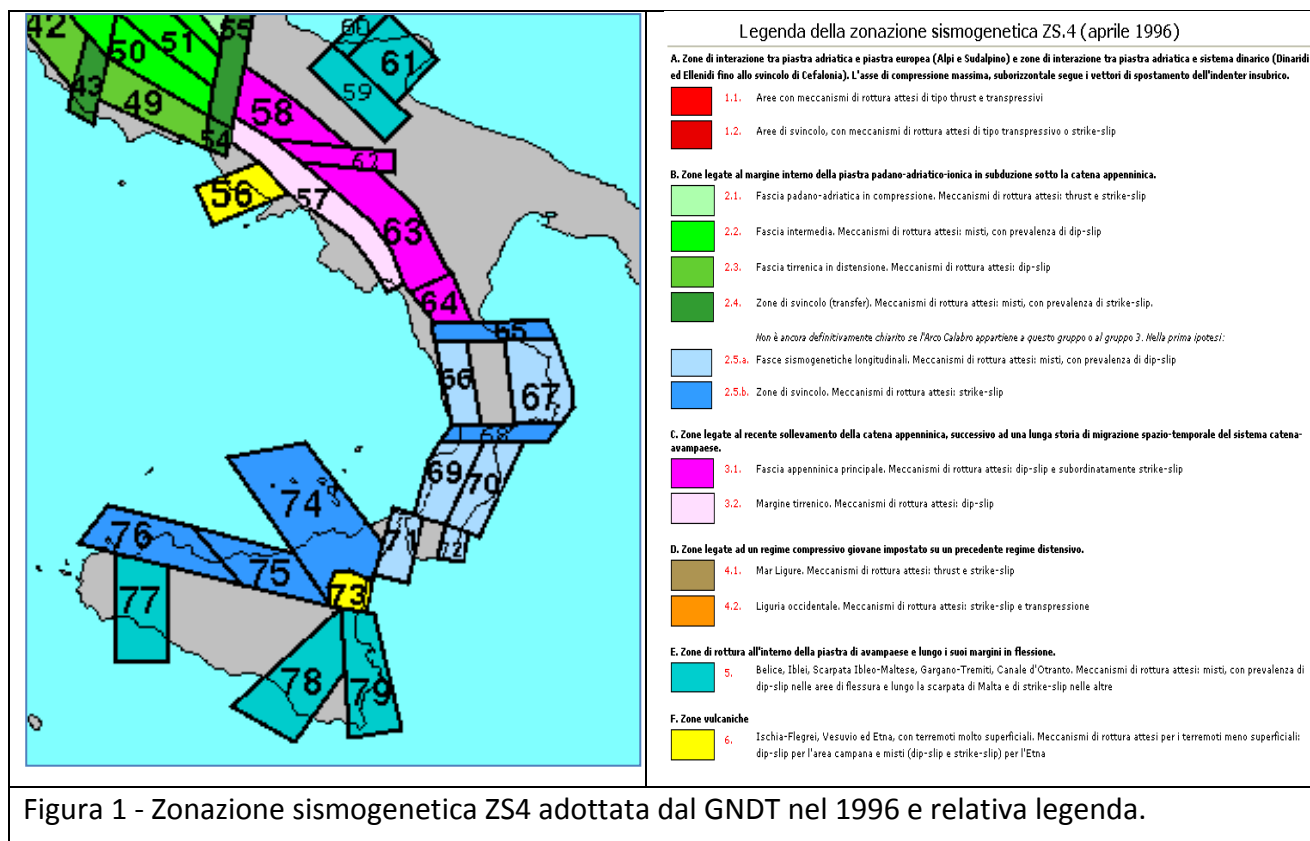 42
43
49
50
51
54
55
56
57
58
59
60
61
62
63
64
65
66
67
68
69
70
71
72
73
74
75
76
77
78
79
Legenda della zonazione sismogenetica ZS.4 (aprile 1996)
A. Zone di interazione tra piastra adriatica e piastra europea (Alpi e Sudalpino) e zone di interazione tra piastra adriatica e sistema dinarico (Dinaridi
ed Ellenidi fino allo svincolo di Cefalonia). L'asse di compressione massima, suborizzontale segue i vettori di spostamento dell'indenter insubrico.
1.1. Aree con meccanismi di rottura attesi di tipo thrust e transpressivi
1.2. Aree di svincolo, con meccanismi di rottura attesi di tipo transpressivo o strike-slip
B. Zone legate al margine interno della piastra padano-adriatico-ionica in subduzione sotto la catena appenninica.
2.1. Fascia padano-adriatica in compressione. Meccanismi di rottura attesi: thrust e strike-slip
2.2. Fascia intermedia. Meccanismi di rottura attesi: misti, con prevalenza di dip-slip
2.3. Fascia tirrenica in distensione. Meccanismi di rottura attesi: dip-slip
2.4. Zone di svincolo (transfer). Meccanismi di rottura attesi: misti, con prevalenza di strike-slip.
Non è ancora definitivamente chiarito se l'Arco Calabro appartiene a questo gruppo o al gruppo 3. Nella prima ipotesi:
2.5.a. Fasce sismogenetiche longitudinali. Meccanismi di rottura attesi: misti, con prevalenza di dip-slip
2.5.b. Zone di svincolo. Meccanismi di rottura attesi: strike-slip
C. Zone legate al recente sollevamento della catena appenninica, successivo ad una lunga storia di migrazione spazio-temporale del sistema catena-
avampaese.
3.1. Fascia appenninica principale. Meccanismi di rottura attesi: dip-slip e subordinatamente strike-slip
3.2. Margine tirrenico. Meccanismi di rottura attesi: dip-slip
D. Zone legate ad un regime compressivo giovane impostato su un precedente regime distensivo.
4.1. Mar Ligure. Meccanismi di rottura attesi: thrust e strike-slip
4.2. Liguria occidentale. Meccanismi di rottura attesi: strike-slip e transpressione
E. Zone di rottura all'interno della piastra di avampaese e lungo i suoi margini in flessione.
5. Belice, Iblei, Scarpata Ibleo-Maltese, Gargano-Tremiti, Canale d'Otranto. Meccanismi di rottura attesi: misti, con prevalenza di
dip-slip nelle aree di flessura e lungo la scarpata di Malta e di strike-slip nelle altre
F. Zone vulcaniche
6. Ischia-Flegrei, Vesuvio ed Etna, con terremoti molto superficiali. Meccanismi di rottura attesi per i terremoti meno superficiali:
dip-slip per l'area campana e misti (dip-slip e strike-slip) per l'Etna
Figura 1 - Zonazione sismogenetica ZS4 adottata dal GNDT nel 1996 e relativa legenda.